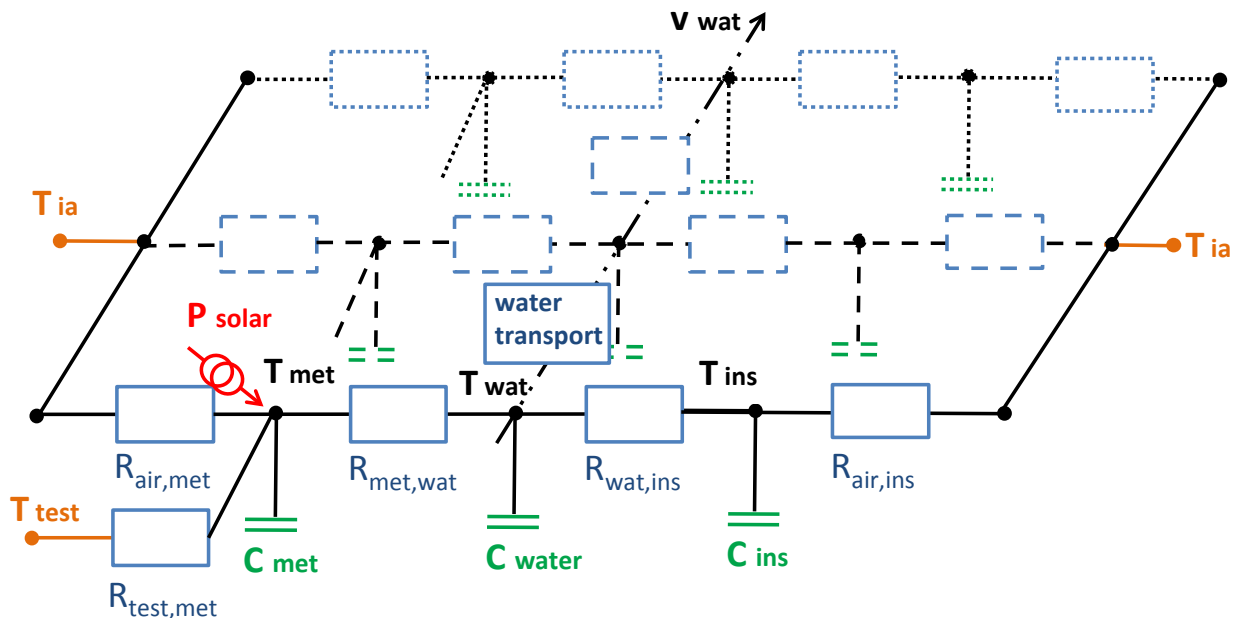 v wat
T ia
T ia
water
transport
P solar
T met
T wat
T ins
R air,met
R met,wat
R wat,ins
R air,ins
T test
C met
C water
C ins
R test,met